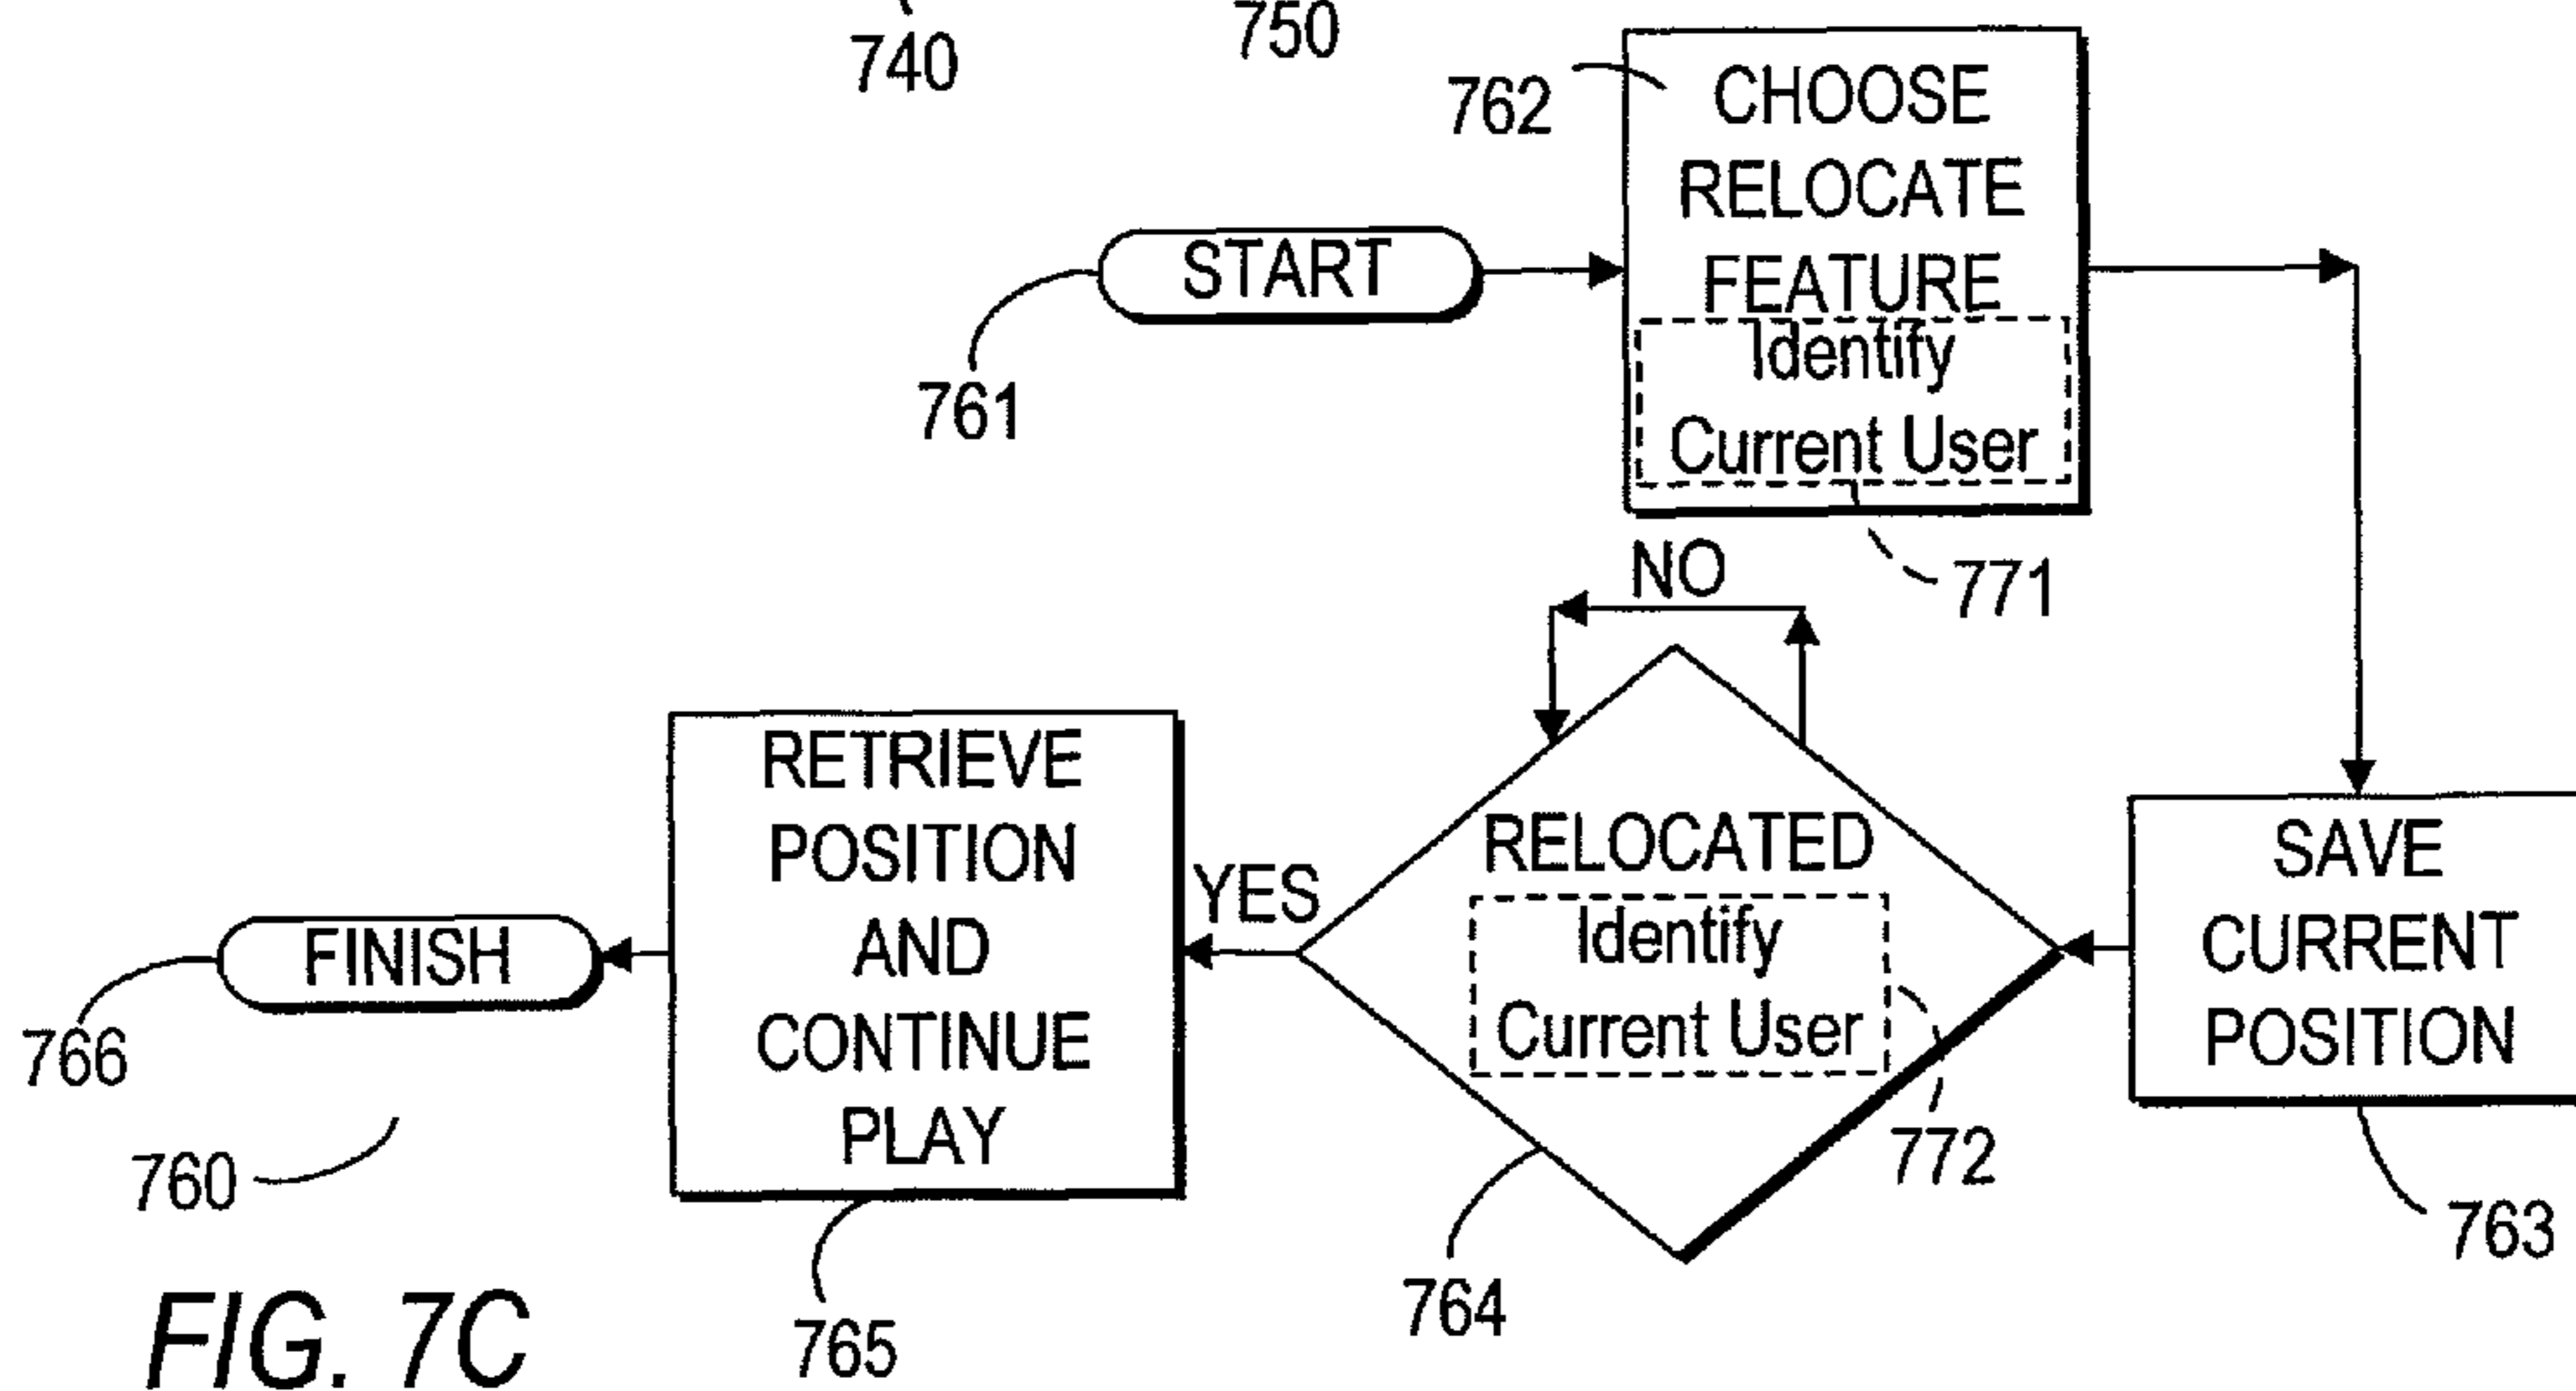 740
750
762
CHOOSE
RELOCATE
FEATURE
Identify
Current User
START
761
771
NO
RELOCATED
Identify
Current User
YES
RETRIEVE
POSITION
AND
CONTINUE
PLAY
SAVE
CURRENT
POSITION
FINISH
766
760
772
763
764
765
FIG. 7C